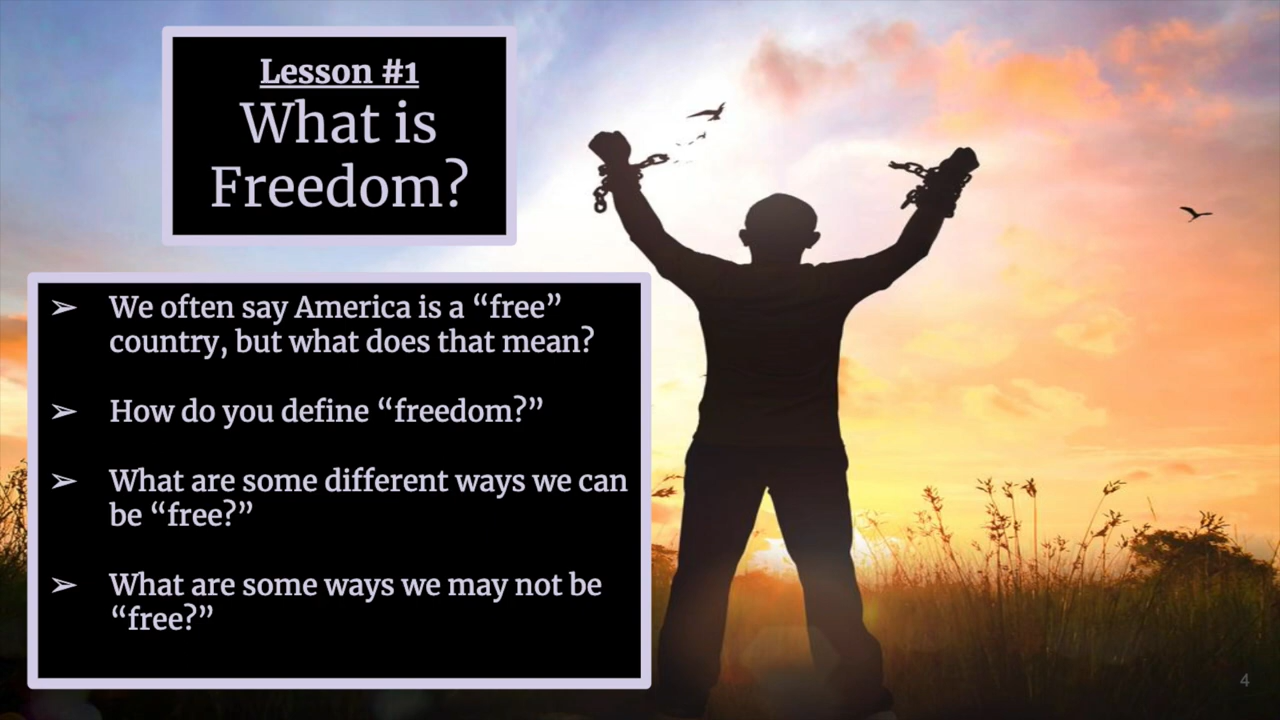 Lesson #1
What is
Freedom?
➢ We often say America is a “free”
country, but what does that mean?
➢ How do you define “freedom?”
➢ What are some different ways we can
be “free?”
➢ What are some ways we may not be
“free?”
4